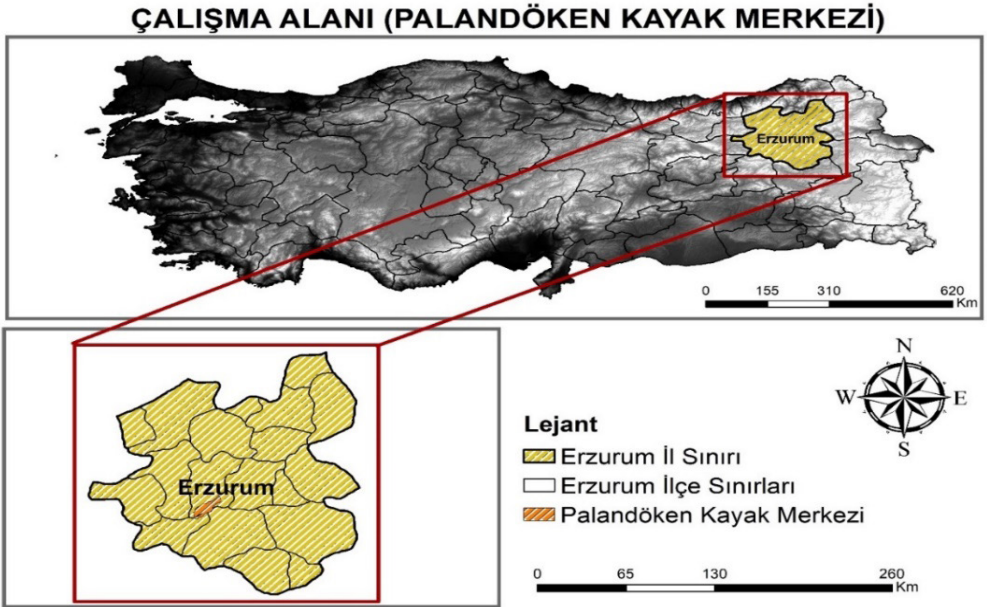 ÇALIŞMA ALANI (PALANDÖKEN KAYAK MERKEZİ)
Erzurum
0 155 310 620
Km
Erzurum
N
W E
S
Lejant
Erzurum İl Sınırı
Erzurum İlçe Sınırları
Palandöken Kayak Merkezi
0 65 130 260
Km